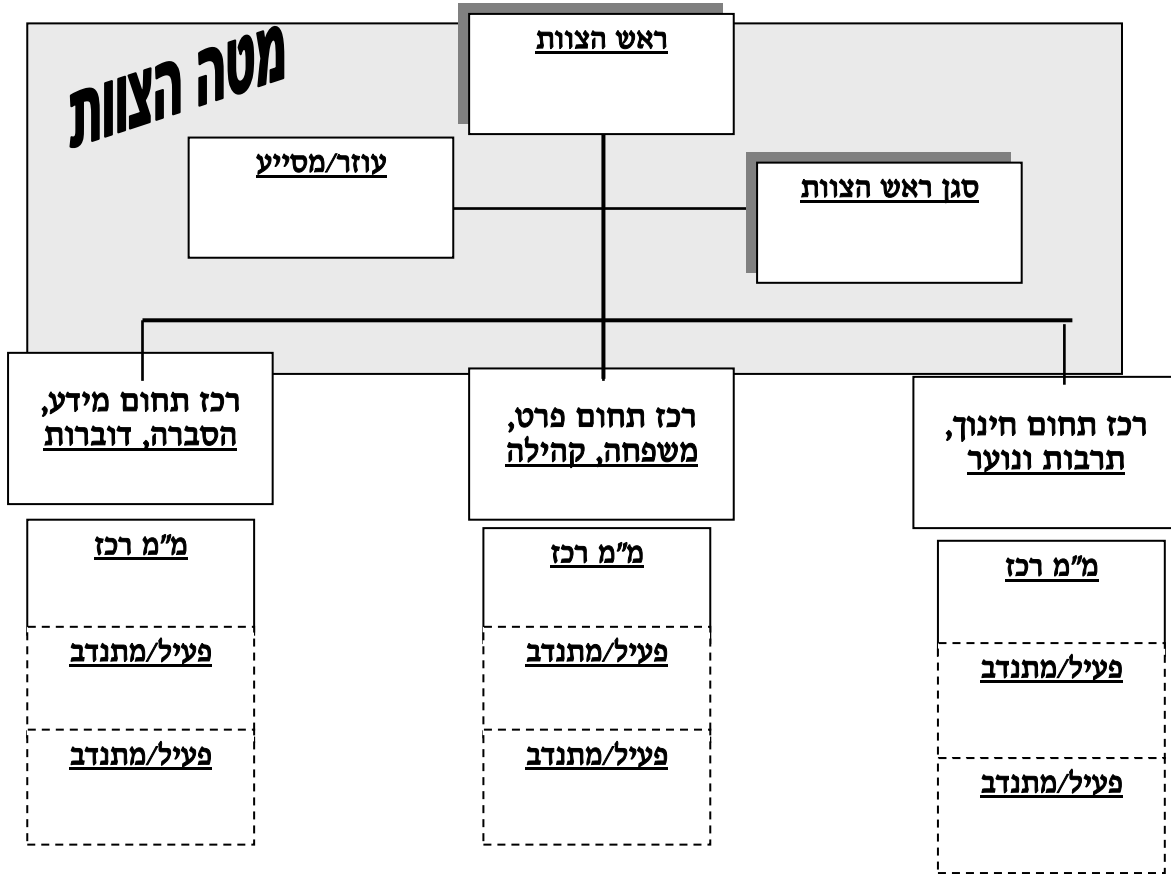 ראש הצוות
מטה הצוות
סגן ראש הצוות
עוזר/מסייע
רכז תחום חינוך,
תרבות ונוער
מ"מ רכז
פעיל/מתנדב
פעיל/מתנדב
רכז תחום פרט,
משפחה, קהילה
מ"מ רכז
פעיל/מתנדב
פעיל/מתנדב
רכז תחום מידע,
הסברה, דוברות
מ"מ רכז
פעיל/מתנדב
פעיל/מתנדב